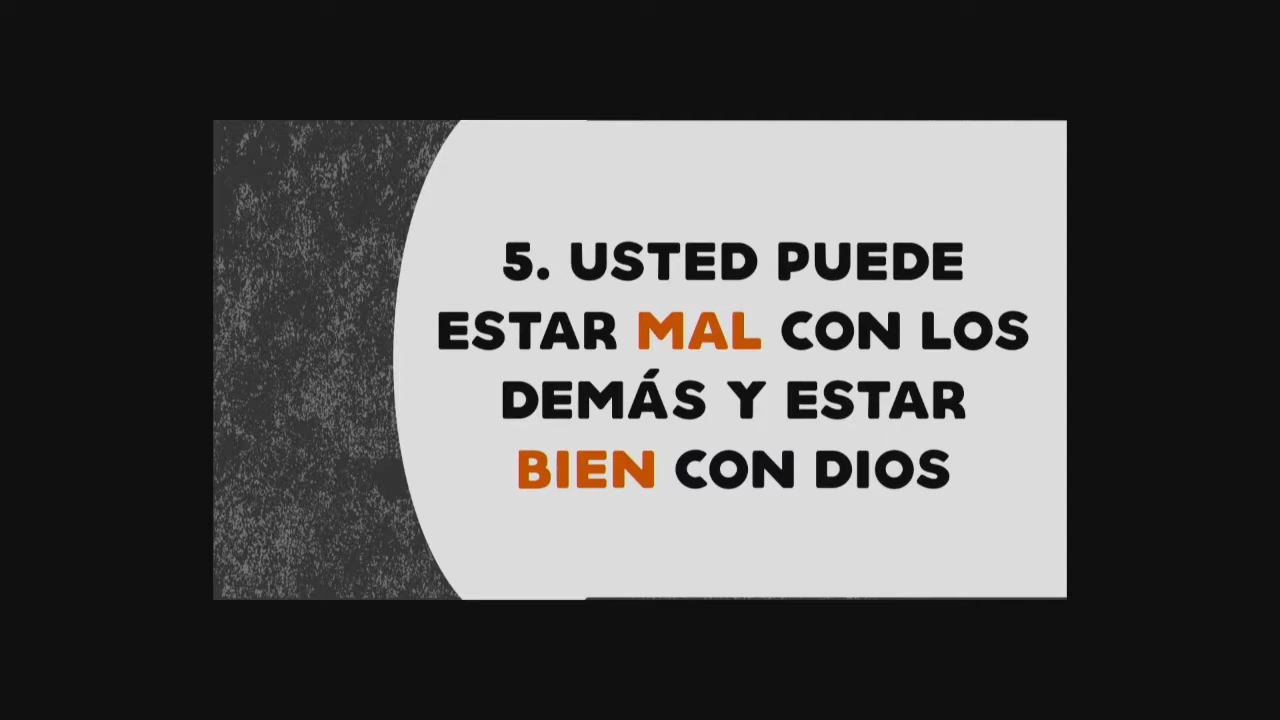 5. USTED PUEDE
ESTAR MAL CON LOS
DEMÁS Y ESTAR
BIEN CON DIOS